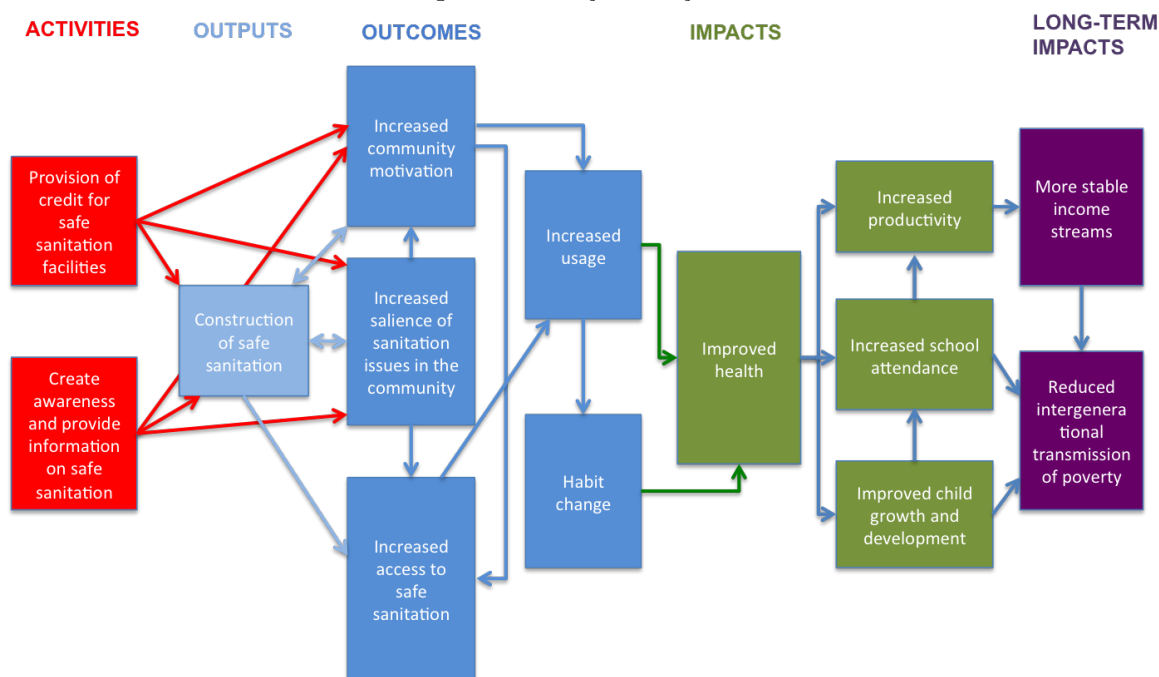 ACTIVITIES
OUTPUTS
OUTCOMES
IMPACTS
LONG-TERM
IMPACTS
Provision of
credit for
safe
sanitation
facilities
Create
awareness
and provide
information
on safe
sanitation
Construction
of safe
sanitation
Increased
community
motivation
Increased
salience of
sanitation
issues in the
community
Increased
access to
safe
sanitation
Increased
usage
Habit
change
Improved
health
Increased
productivity
Increased school
attendance
Improved child
growth and
development
More stable
income
streams
Reduced
intergenera
tional
transmission
of poverty